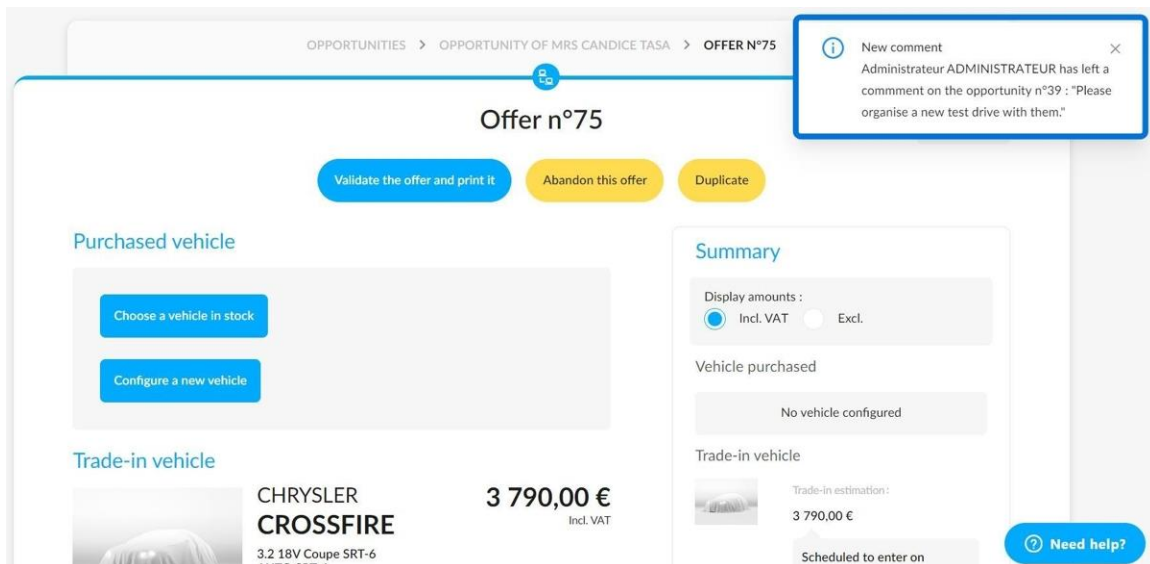 OPPORTUNITIES > OPPORTUNITY OF MRS CANDICE TASA > OFFER N°75
New comment
Administrateur ADMINISTRATEUR has left a
commment on the opportunity n°39 : "Please
organise a new test drive with them."
Offer n°75
Validate the offer and print it
Abandon this offer
Duplicate
Purchased vehicle
Choose a vehicle in stock
Configure a new vehicle
Summary
Display amounts :
Incl. VAT
Excl.
Vehicle purchased
No vehicle configured
Trade-in vehicle
CHRYSLER
CROSSFIRE
3.2 18V Coupe SRT-6
3 790,00 €
Incl. VAT
Trade-in vehicle
Trade-in estimation :
3 790,00 €
Scheduled to enter on
Need help?